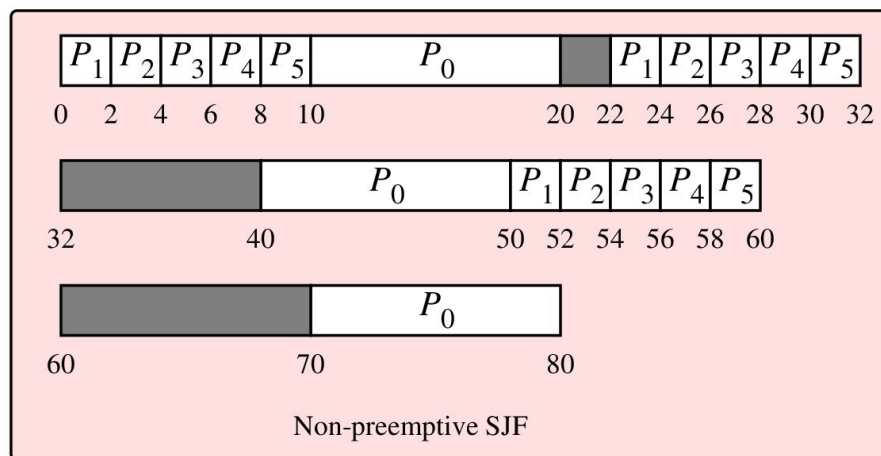 P1 P2 P3 P4 P5 P0 P1 P2 P3 P4 P5
0 2 4 6 8 10 20 22 24 26 28 30 32
P0 P1 P2 P3 P4 P5
32 40 50 52 54 56 58 60
P0
60 70 80
Non-preemptive SJF